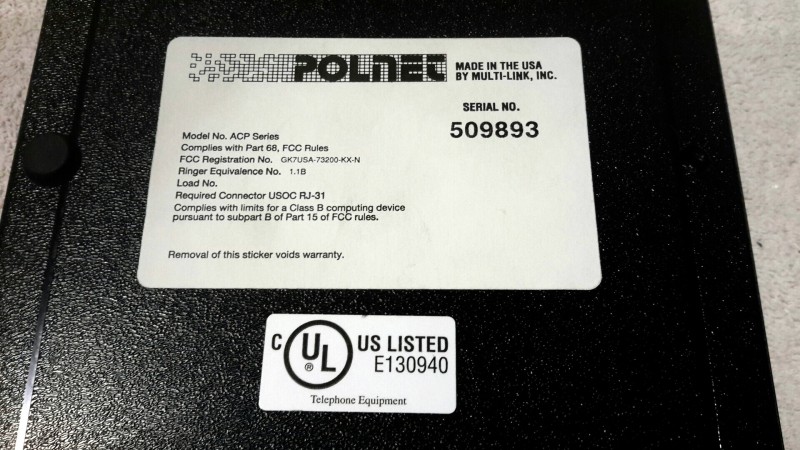 POLNET
MADE IN THE USA
BY MULTI-LINK, INC.
SERIAL NO.
509893
Model No. ACP Series
Complies with Part 68, FCC Rules
FCC Registration No. GK7USA-73200-KX-N
Ringer Equivalence No. 1.1B
Load No.
Required Connector USOC RJ-31
Complies with limits for a Class B computing device
pursuant to subpart B of Part 15 of FCC rules.
Removal of this sticker voids warranty.
C UL ® US LISTED
E130940
Telephone Equipment